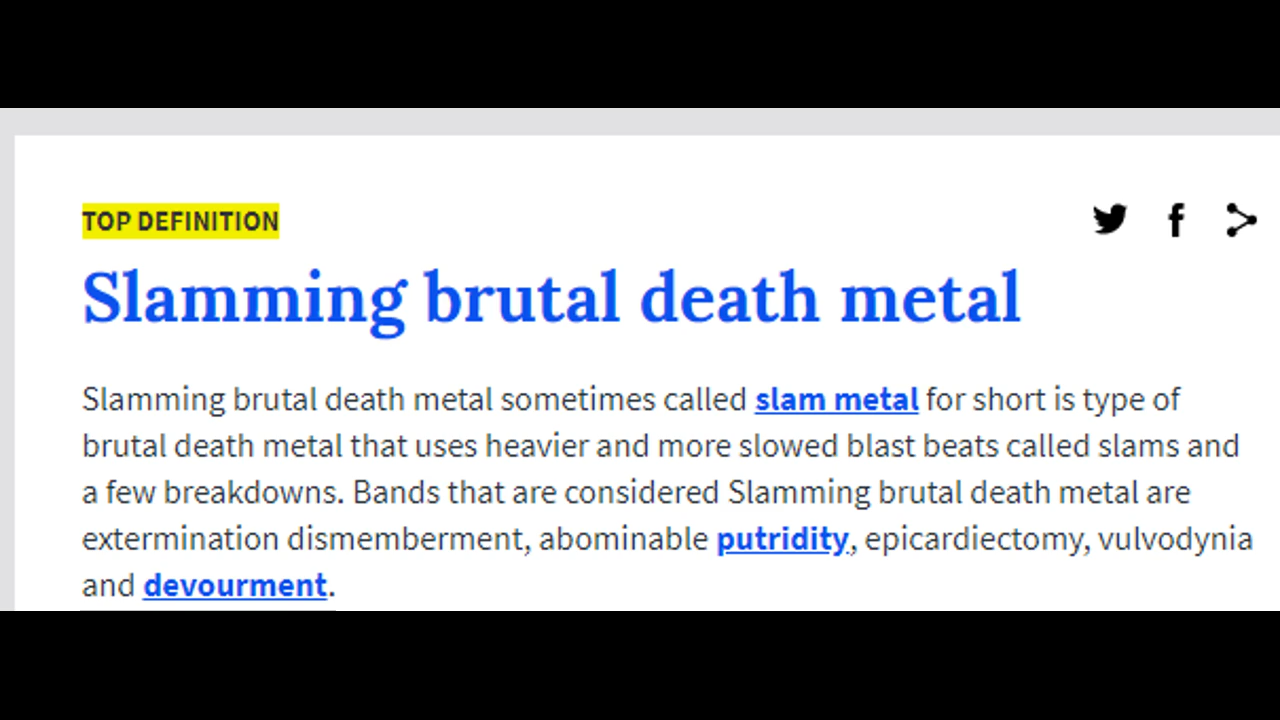 TOP DEFINITION
Slamming brutal death metal
Slamming brutal death metal sometimes called slam metal for short is type of
brutal death metal that uses heavier and more slowed blast beats called slams and
a few breakdowns. Bands that are considered Slamming brutal death metal are
extermination dismemberment, abominable putridity, epicardiectomy, vulvodynia
and devourment.